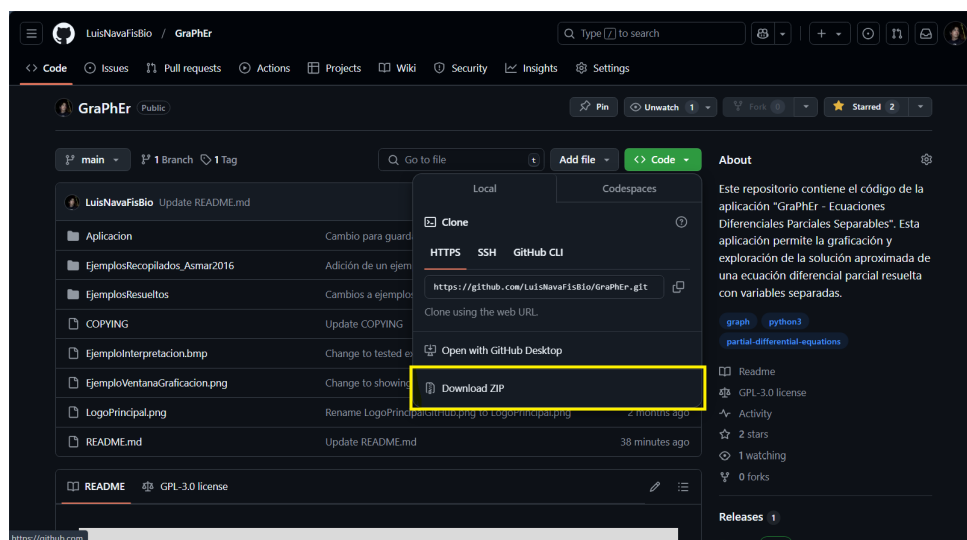 LuisNavaFisBio / GraPhEr
Type / to search
Code Issues Pull requests Actions Projects Wiki Security Insights Settings
GraPhEr Public
Pin Unwatch 1 Fork 0 Starred 2
main 1 Branch 1 Tag
Go to file t Add file Code
Local Codespaces
Clone
HTTPS SSH GitHub CLI
https://github.com/LuisNavaFisBio/GraPhEr.git
Clone using the web URL.
Open with GitHub Desktop
Download ZIP
LuisNavaFisBio Update README.md
Aplicacion Cambio para guard
EjemplosRecopilados_Asmar2016 Adición de un ejem
EjemplosResueltos Cambios a ejemplos
COPYING Update COPYING
EjemploInterpretacion.bmp Change to tested ex
EjemploVentanaGraficacion.png Change to showing
LogoPrincipal.png Rename LogoPrincipalGitHub.png to LogoPrincipal.png 2 months ago
README.md Update README.md 38 minutes ago
README GPL-3.0 license
About
Este repositorio contiene el código de la
aplicación "GraPhEr - Ecuaciones
Diferenciales Parciales Separables". Esta
aplicación permite la graficación y
exploración de la solución aproximada de
una ecuación diferencial parcial resuelta
con variables separadas.
graph python3
partial-differential-equations
Readme
GPL-3.0 license
Activity
2 stars
1 watching
0 forks
Releases 1
https://github.com